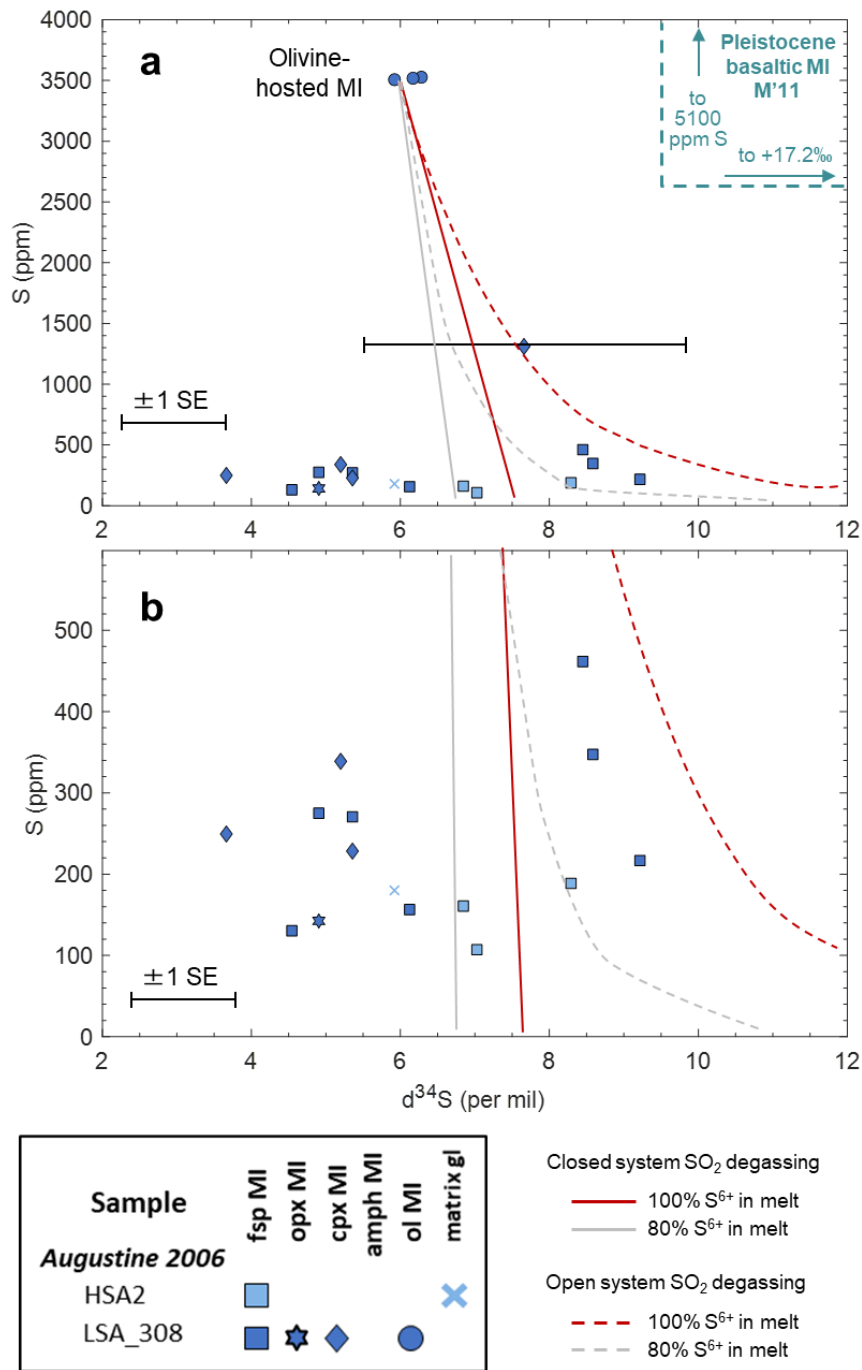 a
Olivine-
hosted MI
Pleistocene
basaltic MI
M'11
to
5100
ppm S
to +17.2‰
±1 SE
S (ppm)
4000
3500
3000
2500
2000
1500
1000
500
0
2 4 6 8 10 12
b
±1 SE
S (ppm)
500
400
300
200
100
0
2 4 6 8 10 12
d³⁴S (per mil)
Sample
fsp MI
opx MI
cpx MI
amph MI
ol MI
matrix gl
Augustine 2006
HSA2
LSA_308
Closed system SO₂ degassing
100% S⁶⁺ in melt
80% S⁶⁺ in melt
Open system SO₂ degassing
100% S⁶⁺ in melt
80% S⁶⁺ in melt